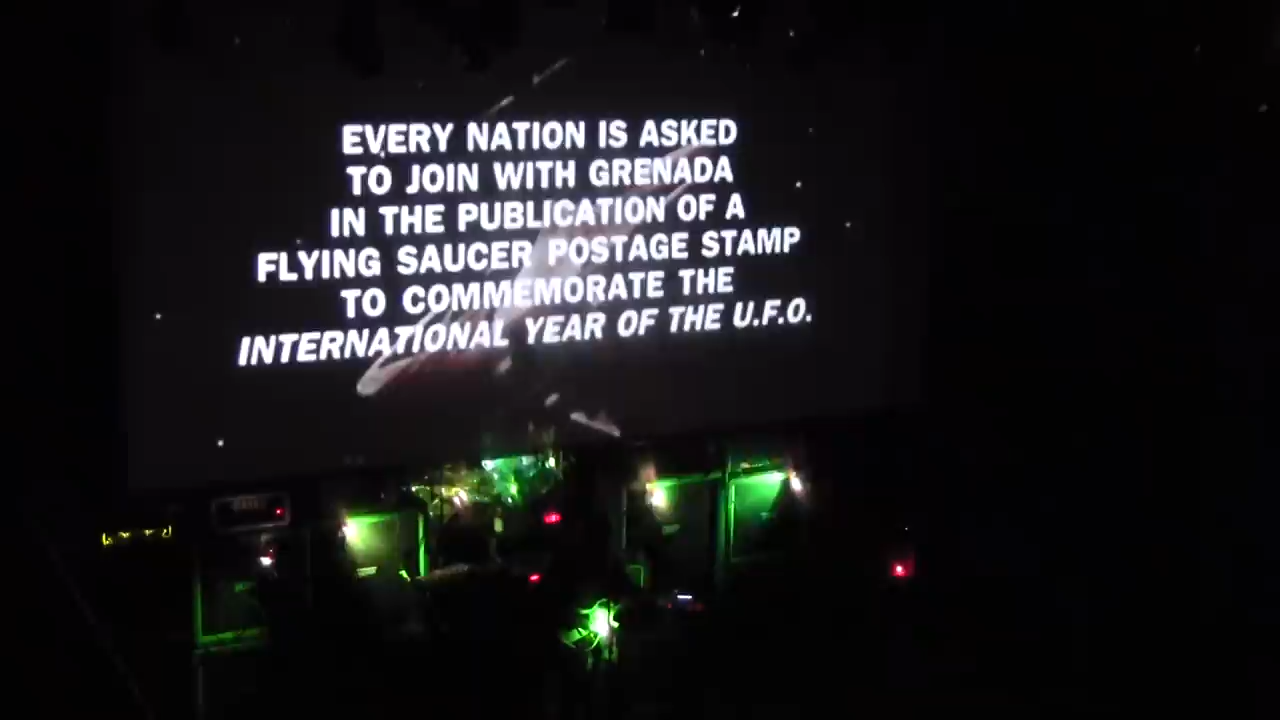 EVERY NATION IS ASKED
TO JOIN WITH GRENADA
IN THE PUBLICATION OF A
FLYING SAUCER POSTAGE STAMP
TO COMMEMORATE THE
INTERNATIONAL YEAR OF THE U.F.O.